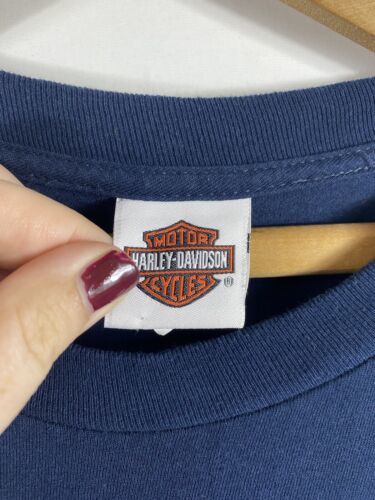 MOTOR
HARLEY-DAVIDSON
CYCLES
®